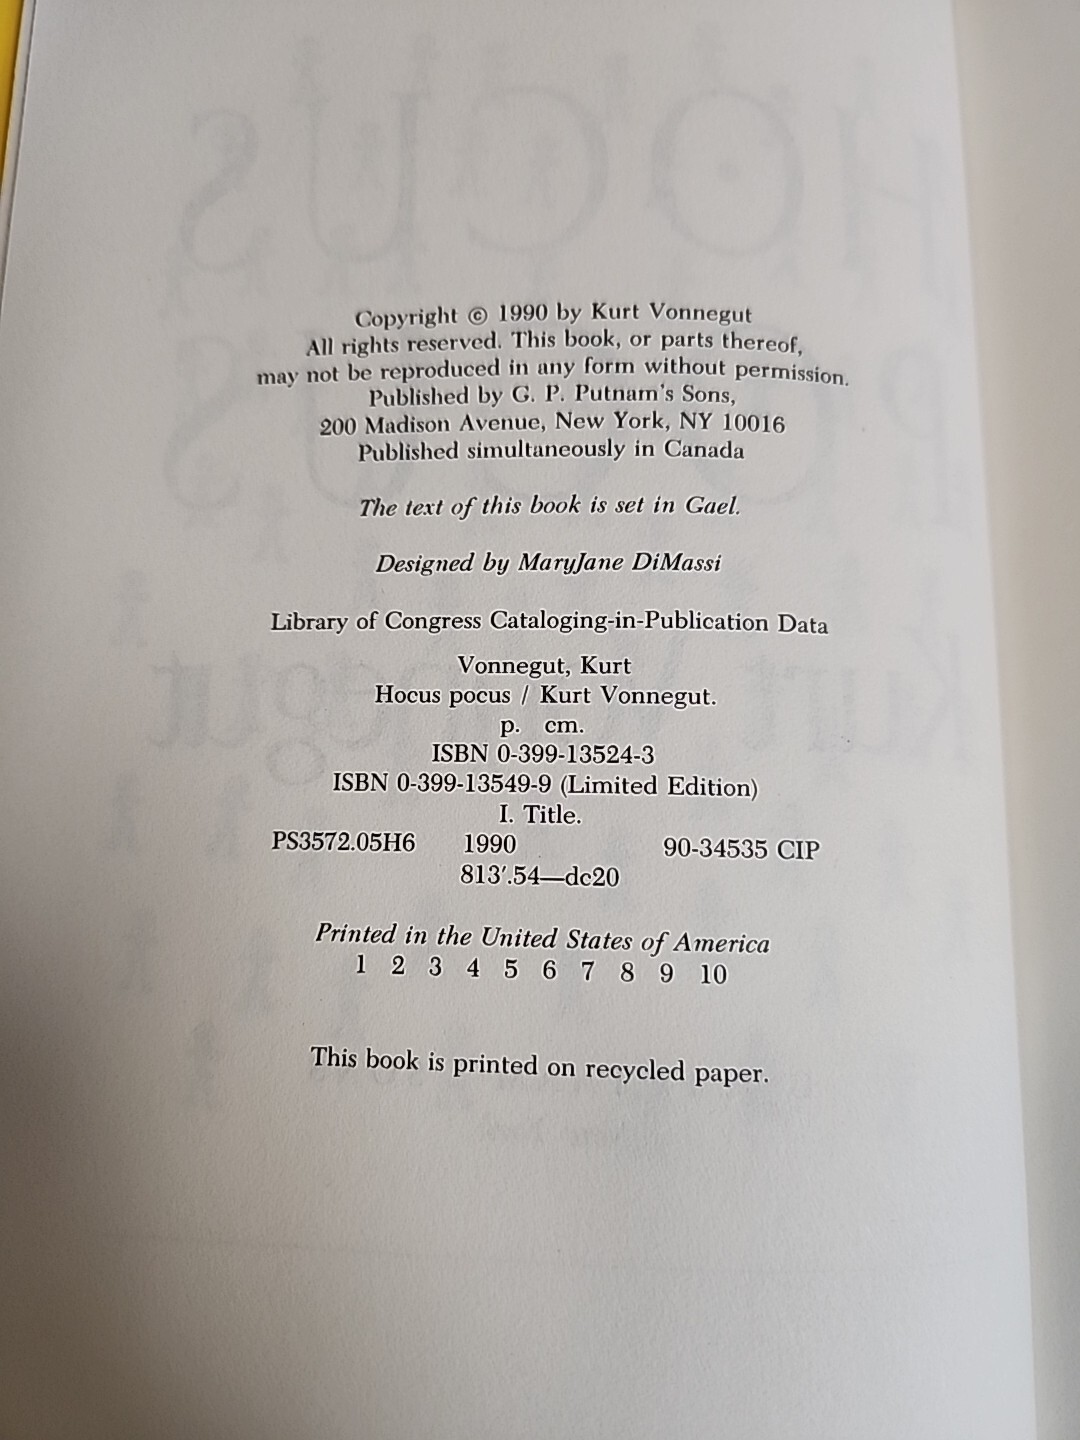 Copyright © 1990 by Kurt Vonnegut
All rights reserved. This book, or parts thereof,
may not be reproduced in any form without permission.
Published by G. P. Putnam's Sons,
200 Madison Avenue, New York, NY 10016
Published simultaneously in Canada
The text of this book is set in Gael.
Designed by MaryJane DiMassi
Library of Congress Cataloging-in-Publication Data
Vonnegut, Kurt
Hocus pocus / Kurt Vonnegut.
p. cm.
ISBN 0-399-13524-3
ISBN 0-399-13549-9 (Limited Edition)
I. Title.
PS3572.05H6 1990 90-34535 CIP
813'.54—dc20
Printed in the United States of America
1 2 3 4 5 6 7 8 9 10
This book is printed on recycled paper.